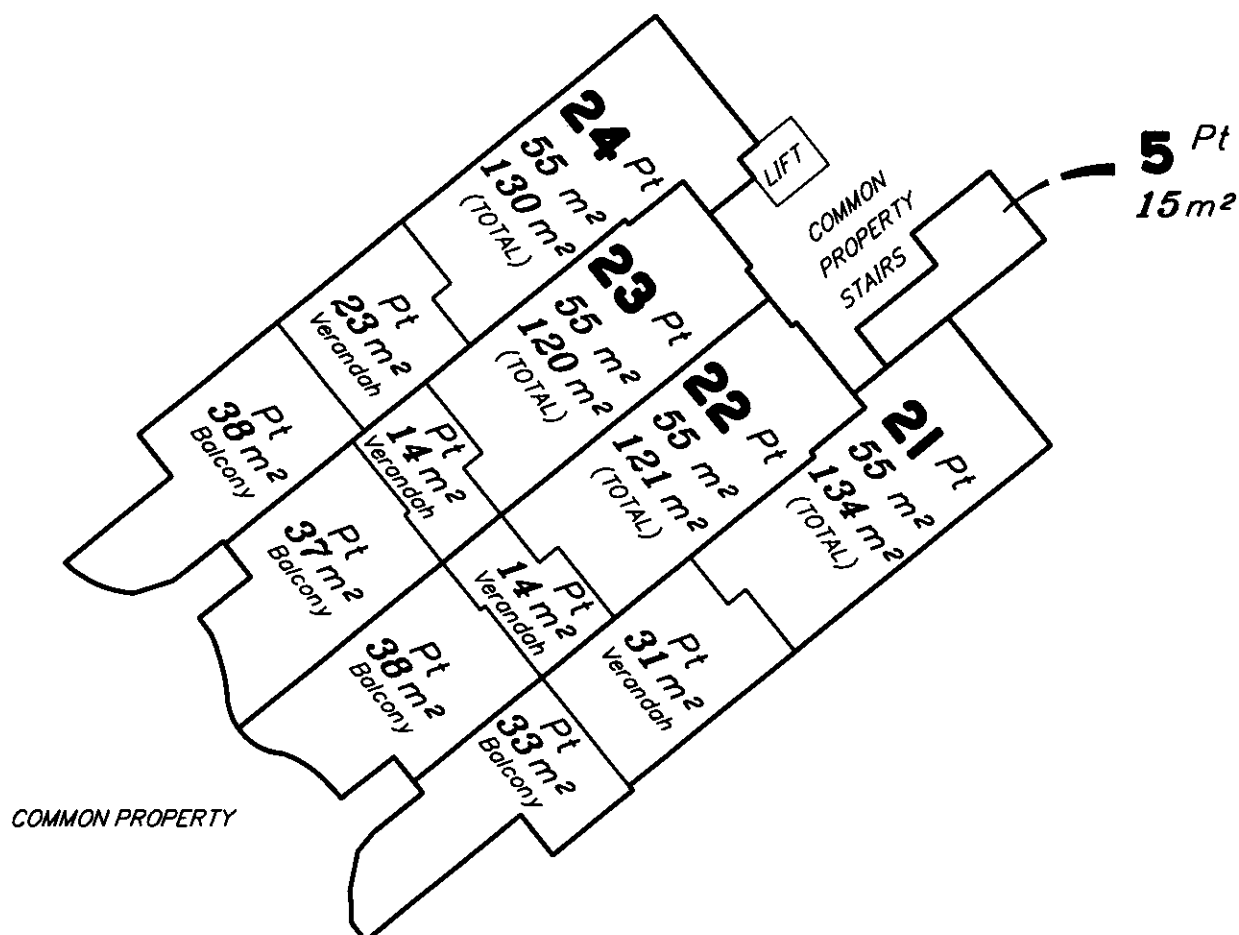 24 Pt
55 m²
130 m²
(TOTAL)
Pt
23 m²
Verandah
Pt
38 m²
Balcony
LIFT
COMMON
PROPERTY
STAIRS
5 Pt
15 m²
23 Pt
55 m²
120 m²
(TOTAL)
Pt
14 m²
Verandah
Pt
37 m²
Balcony
22 Pt
55 m²
121 m²
(TOTAL)
Pt
14 m²
Verandah
Pt
38 m²
Balcony
21 Pt
55 m²
134 m²
(TOTAL)
Pt
31 m²
Verandah
Pt
33 m²
Balcony
COMMON PROPERTY